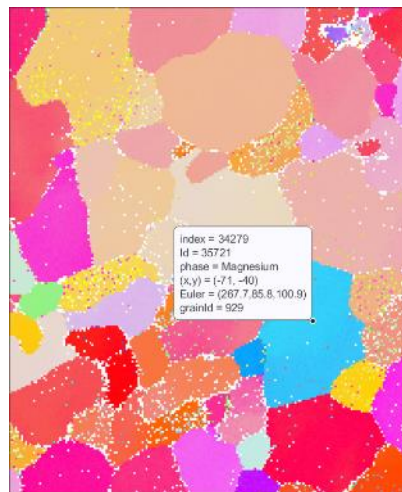 index = 34279
Id = 35721
phase = Magnesium
(x,y) = (-71, -40)
Euler = (267.7,85.8,100.9)
grainId = 929